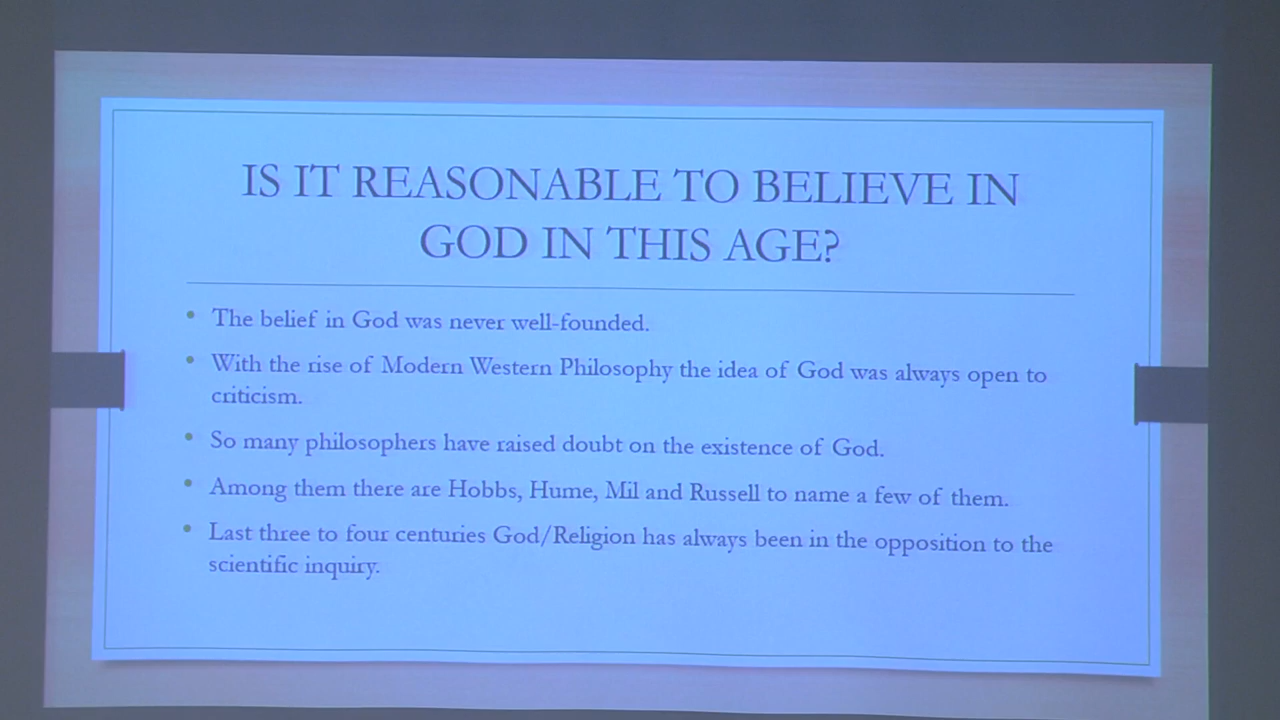 IS IT REASONABLE TO BELIEVE IN
GOD IN THIS AGE?
• The belief in God was never well-founded.
• With the rise of Modern Western Philosophy the idea of God was always open to
criticism.
• So many philosophers have raised doubt on the existence of God.
• Among them there are Hobbs, Hume, Mil and Russell to name a few of them.
• Last three to four centuries God/Religion has always been in the opposition to the
scientific inquiry.